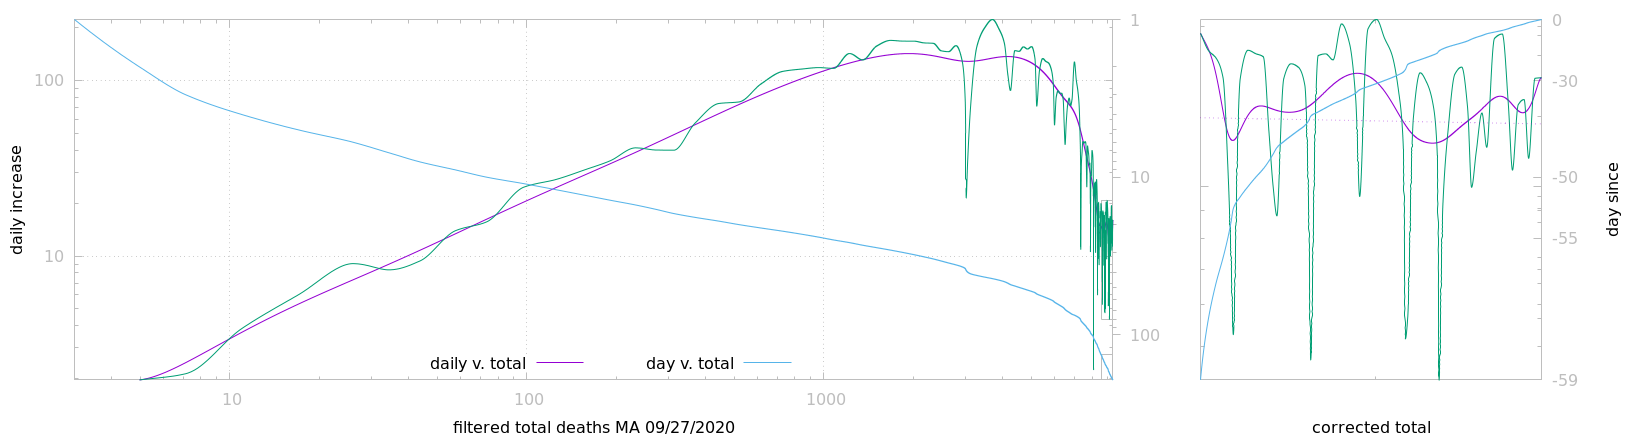 daily increase
100
10
10
100
1000
1
10
100
daily v. total
day v. total
filtered total deaths MA 09/27/2020
0
-30
-50
-55
-59
day since
corrected total